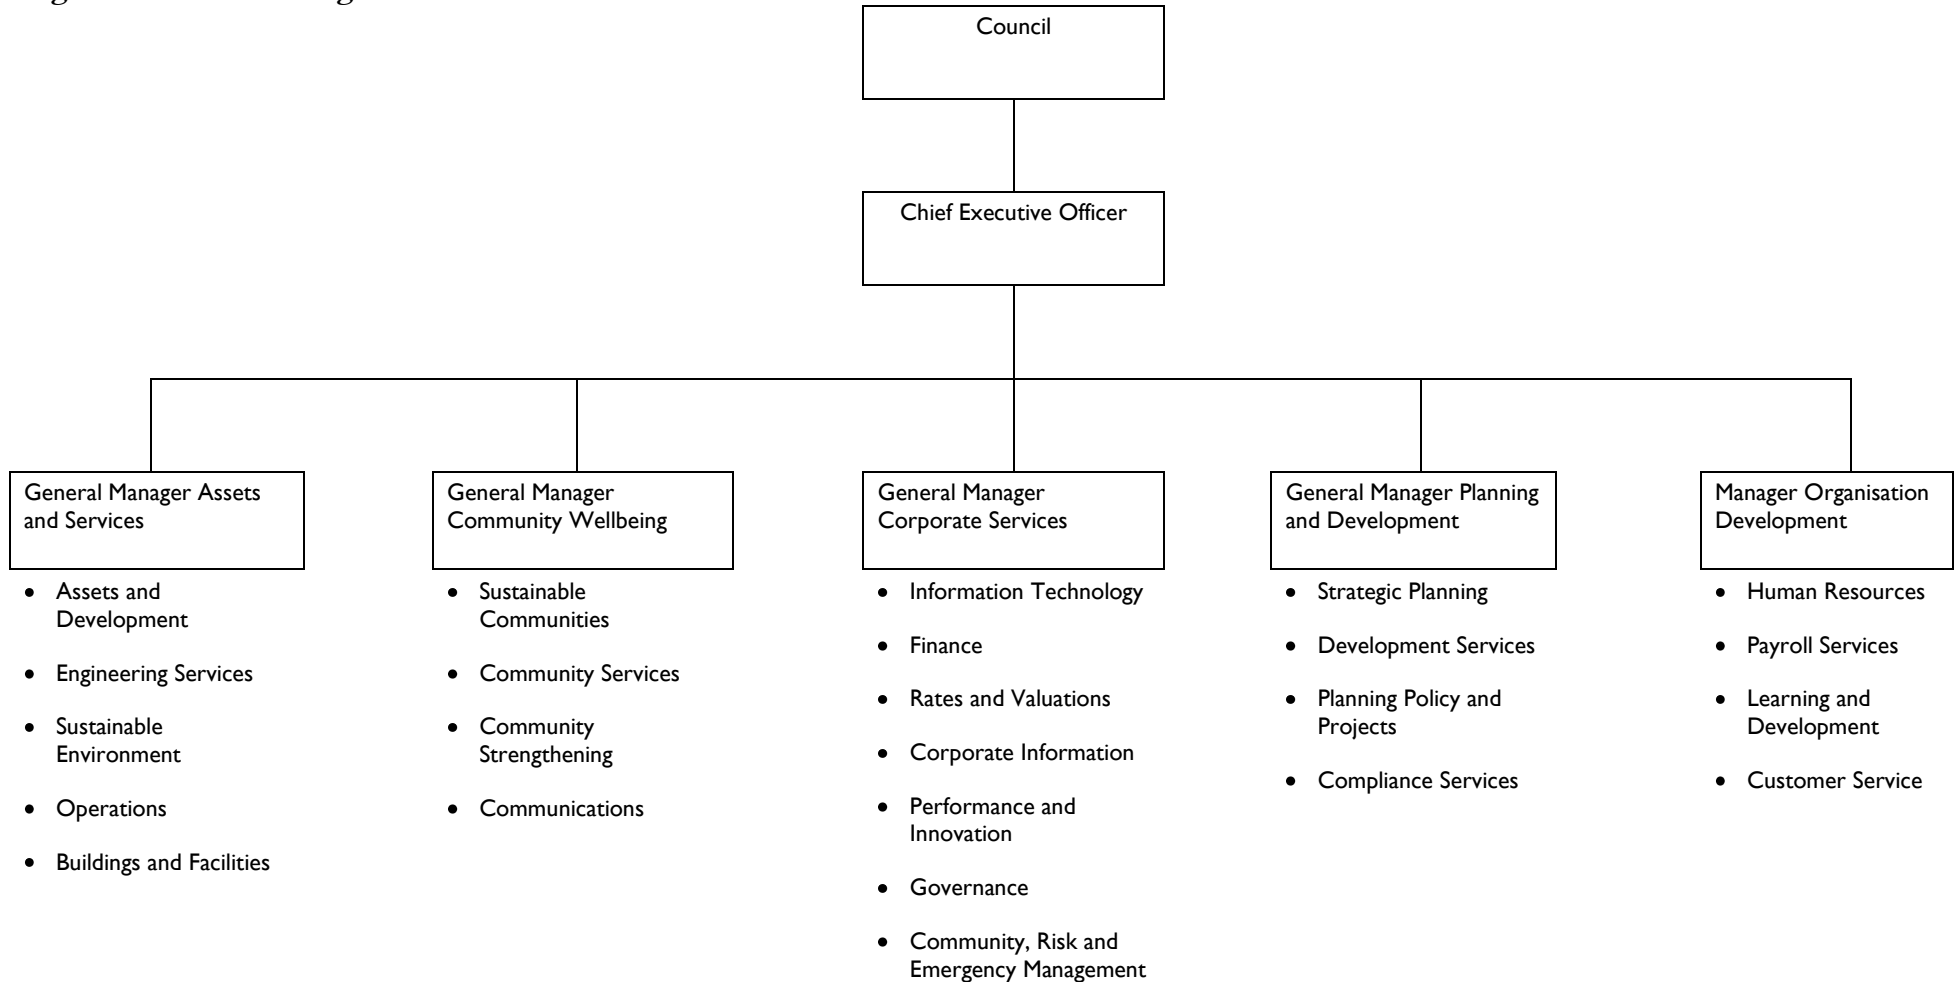 Council
Chief Executive Officer
General Manager Assets
and Services
• Assets and
Development
• Engineering Services
• Sustainable
Environment
• Operations
• Buildings and Facilities
General Manager
Community Wellbeing
• Sustainable
Communities
• Community Services
• Community
Strengthening
• Communications
General Manager
Corporate Services
• Information Technology
• Finance
• Rates and Valuations
• Corporate Information
• Performance and
Innovation
• Governance
• Community, Risk and
Emergency Management
General Manager Planning
and Development
• Strategic Planning
• Development Services
• Planning Policy and
Projects
• Compliance Services
Manager Organisation
Development
• Human Resources
• Payroll Services
• Learning and
Development
• Customer Service